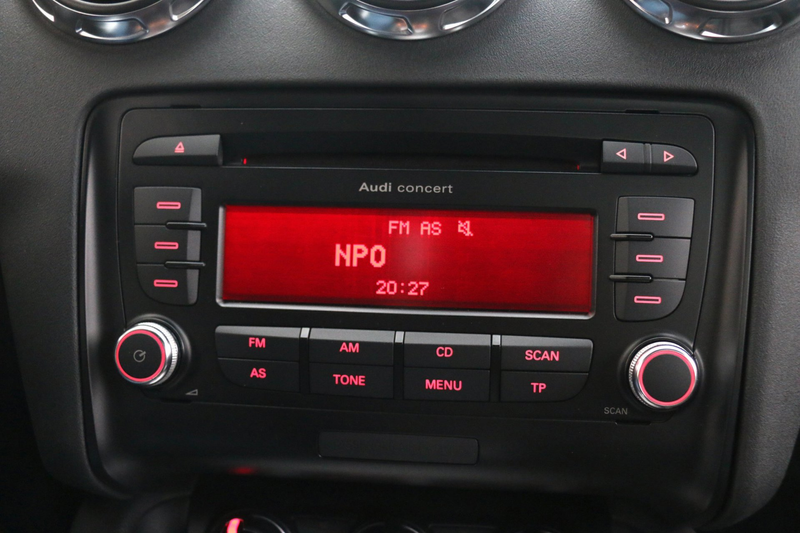 Audi concert
FM AS
NPO
20:27
FM AM CD SCAN
AS TONE MENU TP
SCAN